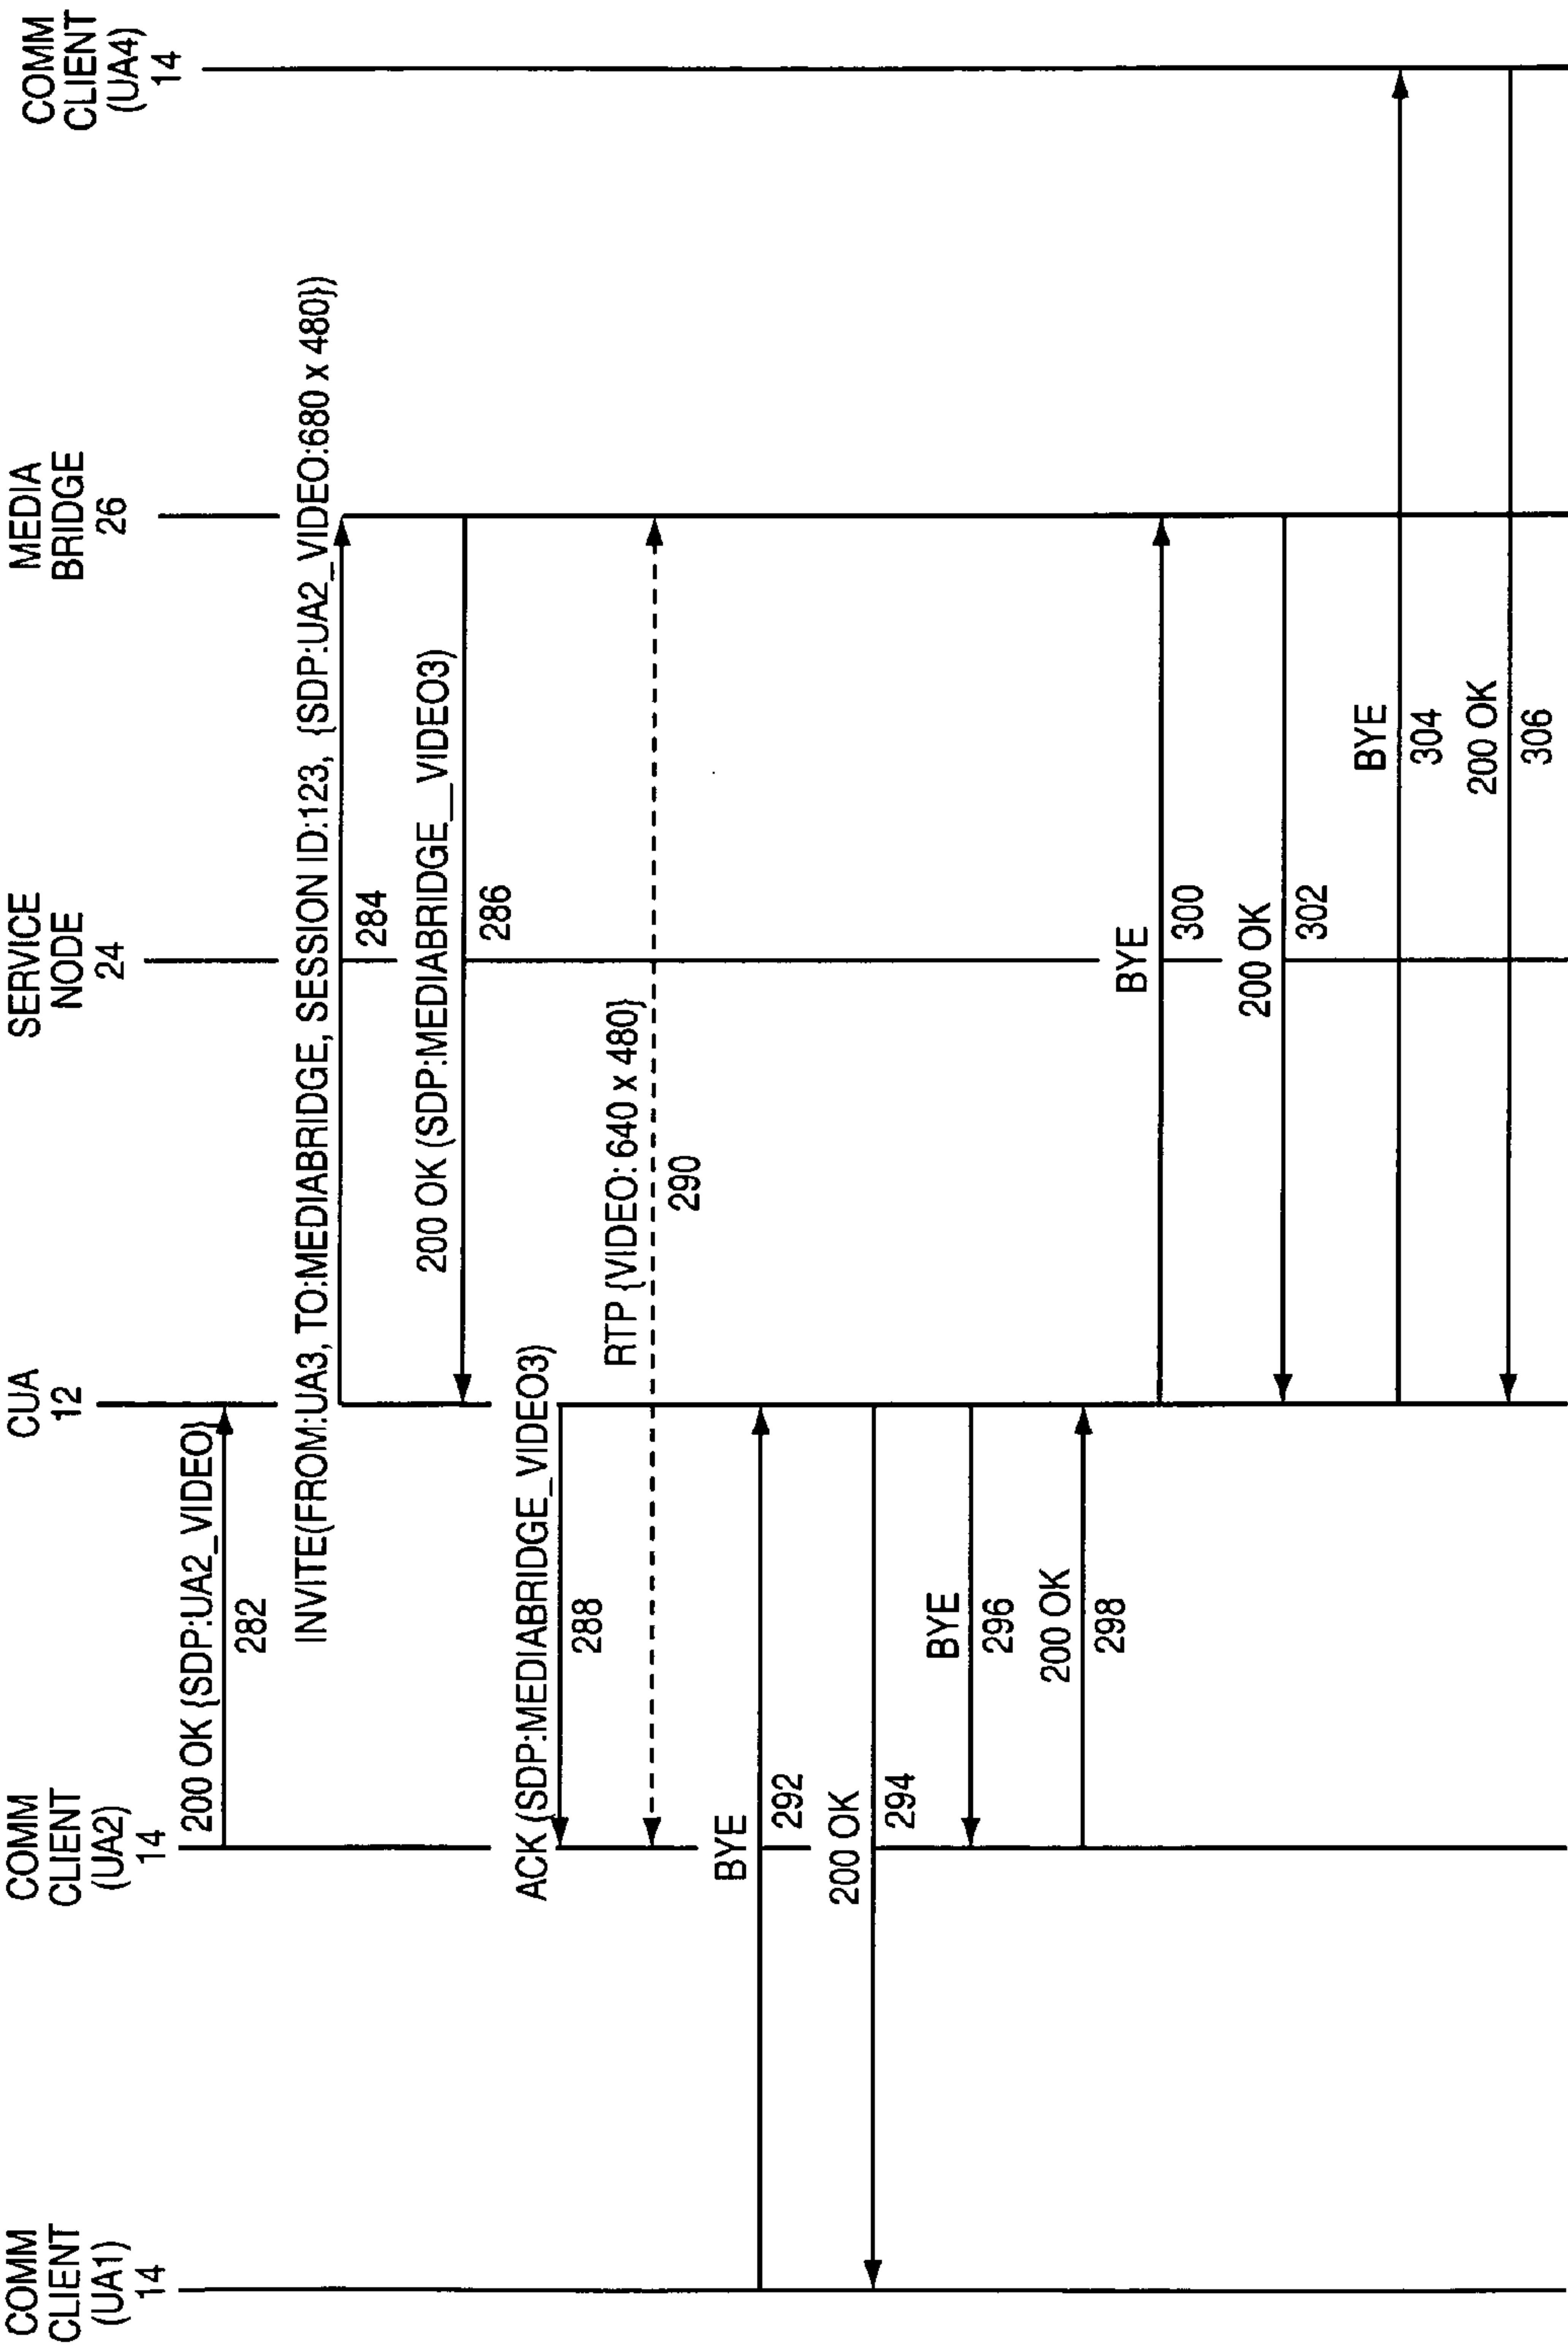 COMM
CLIENT
(UA1)
14
COMM
CLIENT
(UA2)
14
CUA
12
SERVICE
NODE
24
MEDIA
BRIDGE
26
COMM
CLIENT
(UA4)
14
200 OK {SDP:UA2_VIDEO}
282
INVITE(FROM:UA3, TO:MEDIABRIDGE, SESSION ID:123, {SDP:UA2_VIDEO:680 x 480})
284
200 OK (SDP:MEDIABRIDGE__VIDEO3)
286
ACK (SDP:MEDIABRIDGE_VIDEO3)
288
RTP {VIDEO: 640 x 480}
290
BYE
292
200 OK
294
BYE
296
200 OK
298
BYE
300
200 OK
302
BYE
304
200 OK
306